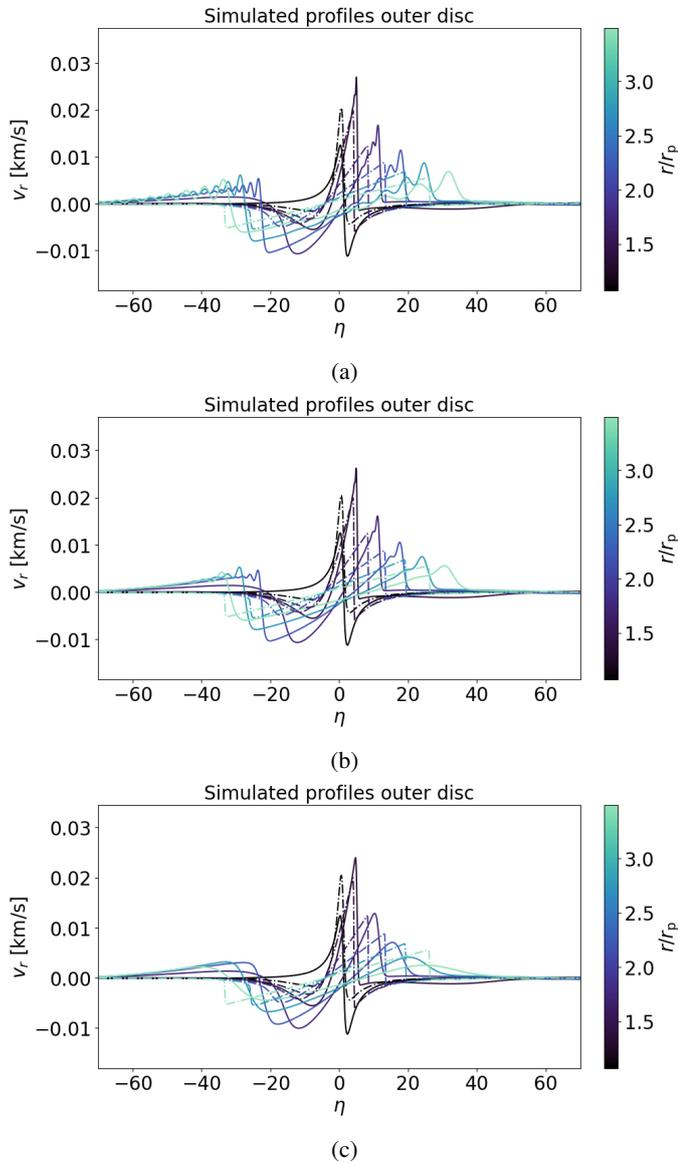 Simulated profiles outer disc
0.03
0.02
0.01
0.00
−0.01
v_r [km/s]
−60 −40 −20 0 20 40 60
η
3.0
2.5
2.0
1.5
r/r_p
(a)
Simulated profiles outer disc
0.03
0.02
0.01
0.00
−0.01
v_r [km/s]
−60 −40 −20 0 20 40 60
η
3.0
2.5
2.0
1.5
r/r_p
(b)
Simulated profiles outer disc
0.03
0.02
0.01
0.00
−0.01
v_r [km/s]
−60 −40 −20 0 20 40 60
η
3.0
2.5
2.0
1.5
r/r_p
(c)